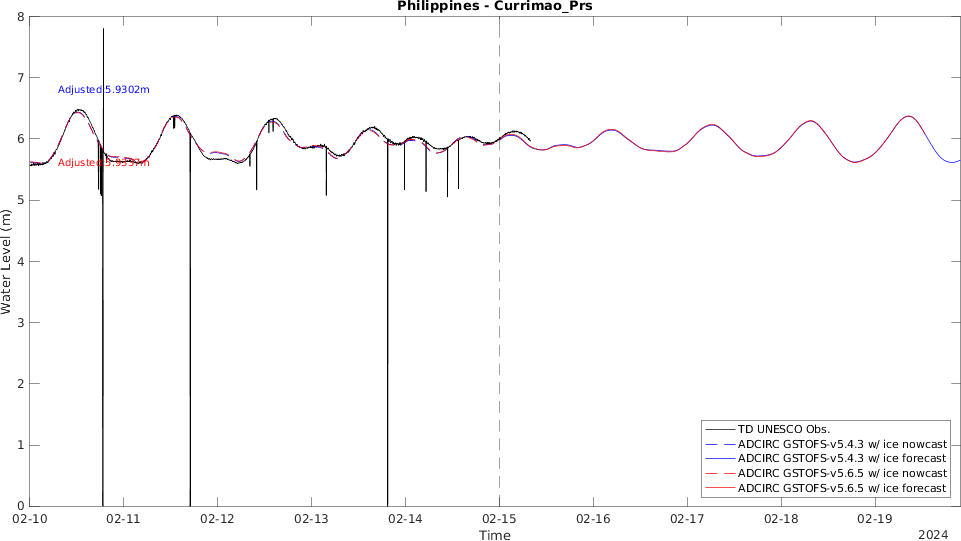 Philippines - Currimao_Prs
8
7
6
5
4
3
2
1
0
Water Level (m)
Adjusted 5.9302m
Adjusted
TD UNESCO Obs.
ADCIRC GSTOFS-v5.4.3 w/ ice nowcast
ADCIRC GSTOFS-v5.4.3 w/ ice forecast
ADCIRC GSTOFS-v5.6.5 w/ ice nowcast
ADCIRC GSTOFS-v5.6.5 w/ ice forecast
02-10 02-11 02-12 02-13 02-14 02-15 02-16 02-17 02-18 02-19
Time
2024